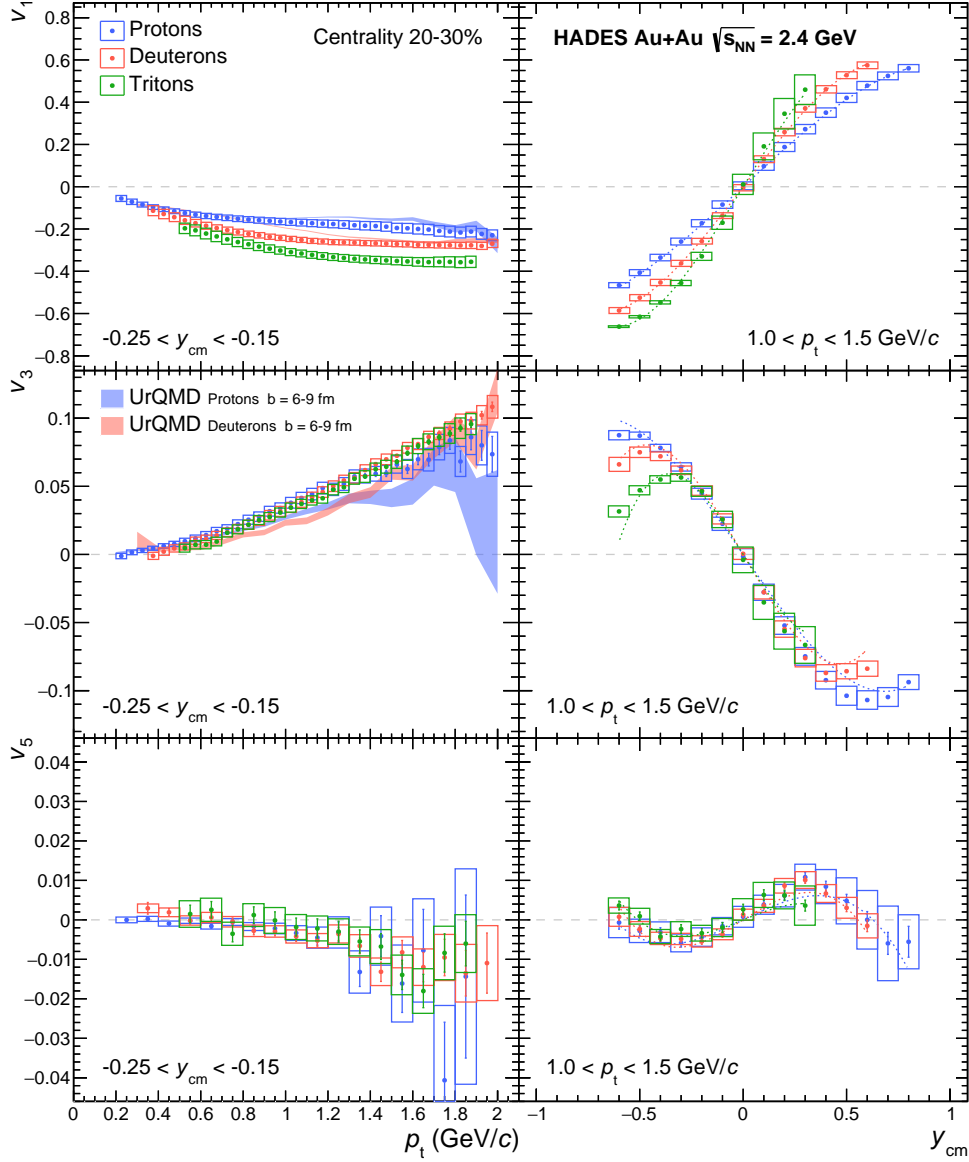 v1
0.8
0.6
0.4
0.2
0
−0.2
−0.4
−0.6
−0.8
Protons
Deuterons
Tritons
Centrality 20-30%
-0.25 < ycm < -0.15
HADES Au+Au √sNN = 2.4 GeV
1.0 < pt < 1.5 GeV/c
v3
0.1
0.05
0
−0.05
−0.1
UrQMD Protons b = 6-9 fm
UrQMD Deuterons b = 6-9 fm
-0.25 < ycm < -0.15
1.0 < pt < 1.5 GeV/c
v5
0.04
0.03
0.02
0.01
0
−0.01
−0.02
−0.03
−0.04
-0.25 < ycm < -0.15
1.0 < pt < 1.5 GeV/c
0 0.2 0.4 0.6 0.8 1 1.2 1.4 1.6 1.8 2
−1 −0.5 0 0.5 1
pt (GeV/c)
ycm